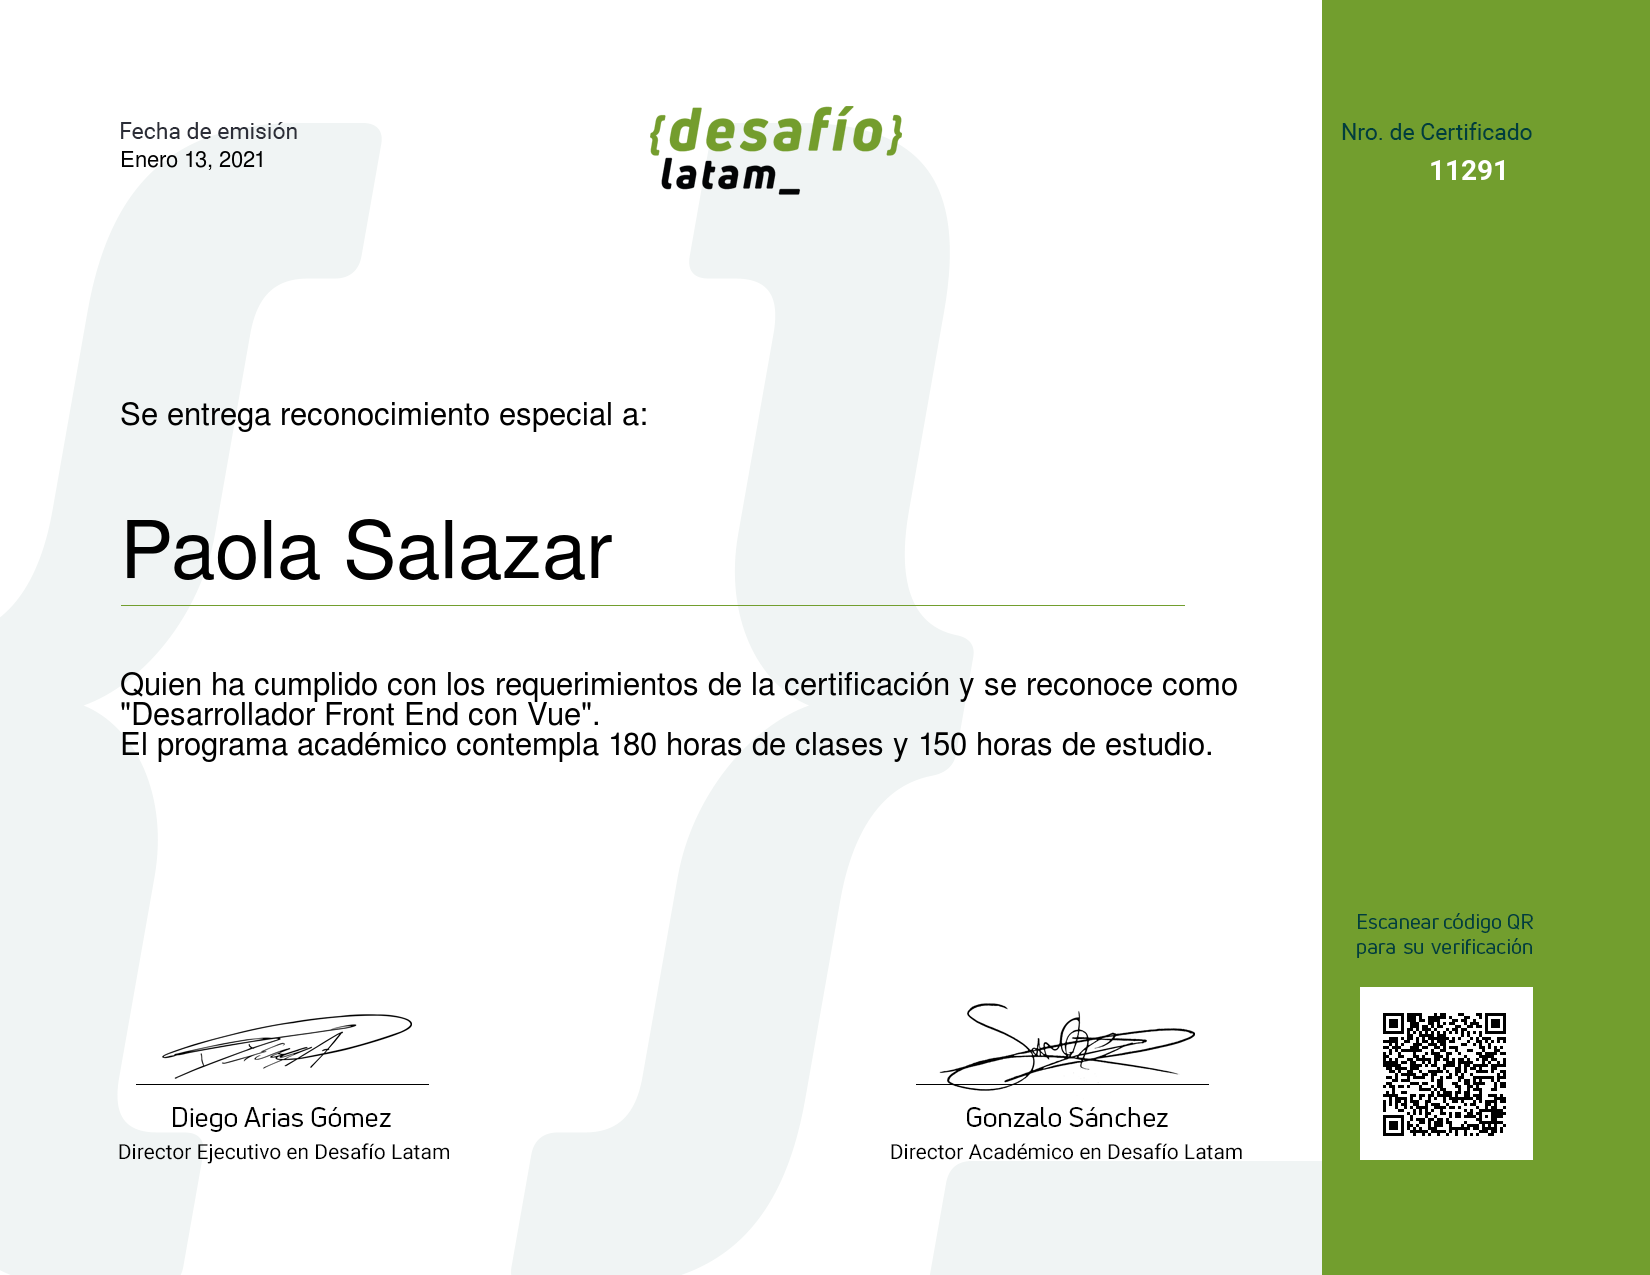 Fecha de emisión
Enero 13, 2021
{desafío}
latam_
Nro. de Certificado
11291
Se entrega reconocimiento especial a:
Paola Salazar
Quien ha cumplido con los requerimientos de la certificación y se reconoce como
"Desarrollador Front End con Vue".
El programa académico contempla 180 horas de clases y 150 horas de estudio.
Escanear código QR
para su verificación
Diego Arias Gómez
Director Ejecutivo en Desafío Latam
Gonzalo Sánchez
Director Académico en Desafío Latam